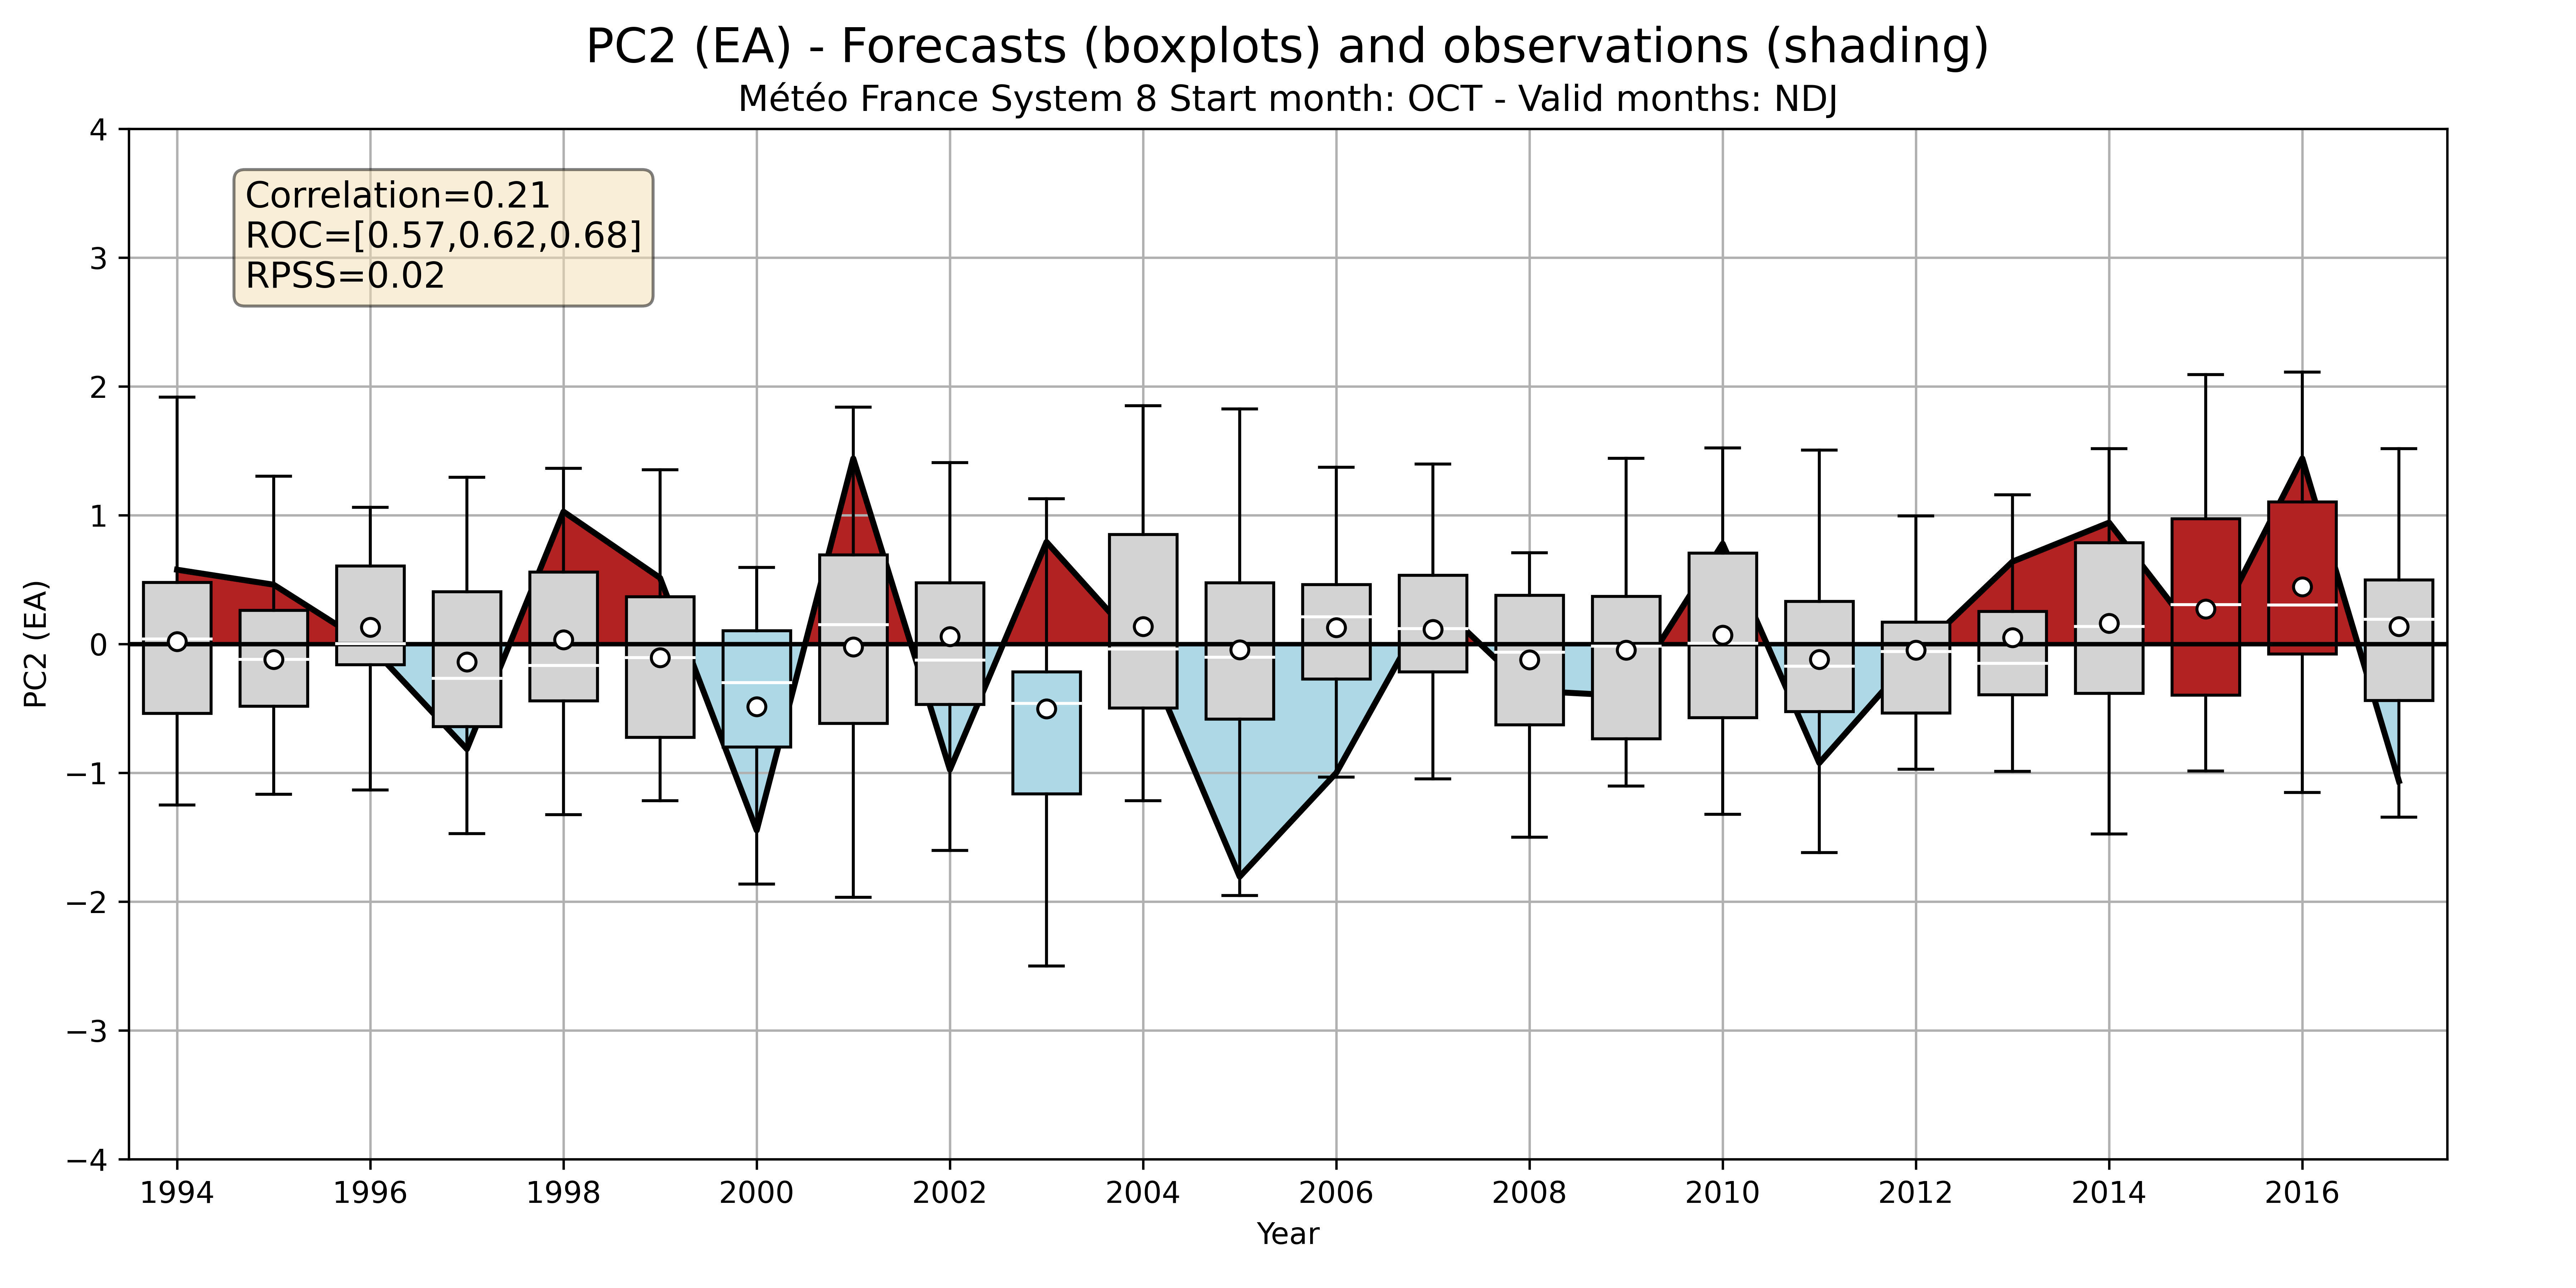 PC2 (EA) - Forecasts (boxplots) and observations (shading)
Météo France System 8 Start month: OCT - Valid months: NDJ
Correlation=0.21
ROC=[0.57,0.62,0.68]
RPSS=0.02
PC2 (EA)
4
3
2
1
0
−1
−2
−3
−4
1994 1996 1998 2000 2002 2004 2006 2008 2010 2012 2014 2016
Year